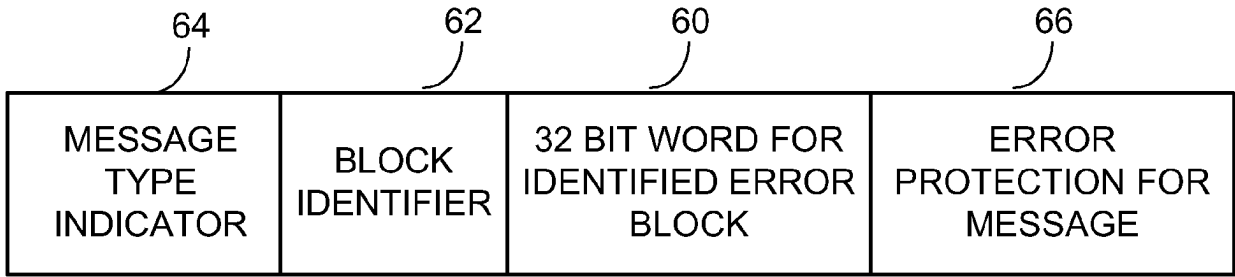 64 62 60 66
MESSAGE
TYPE
INDICATOR
BLOCK
IDENTIFIER
32 BIT WORD FOR
IDENTIFIED ERROR
BLOCK
ERROR
PROTECTION FOR
MESSAGE